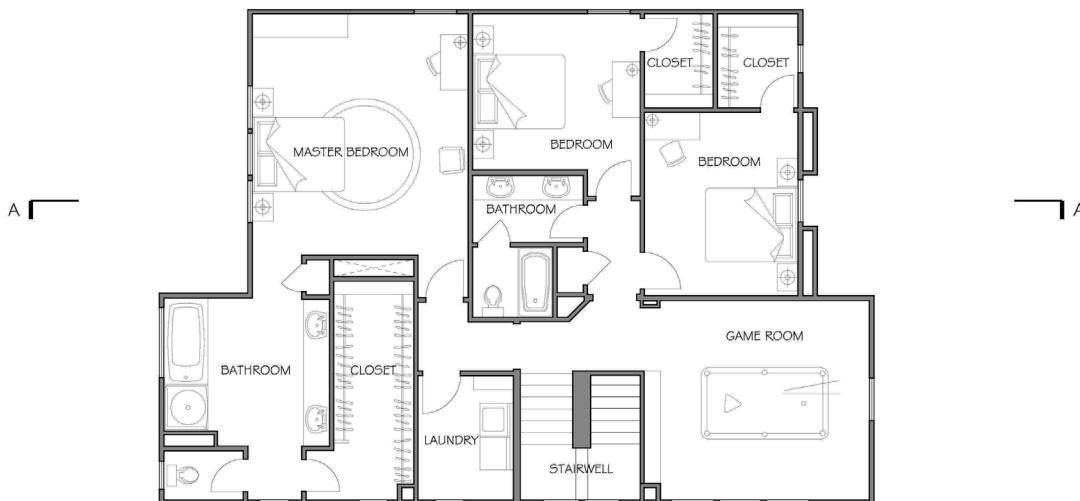 CLOSET
CLOSET
BEDROOM
MASTER BEDROOM
BEDROOM
A
BATHROOM
A
GAME ROOM
BATHROOM
CLOSET
LAUNDRY
STAIRWELL